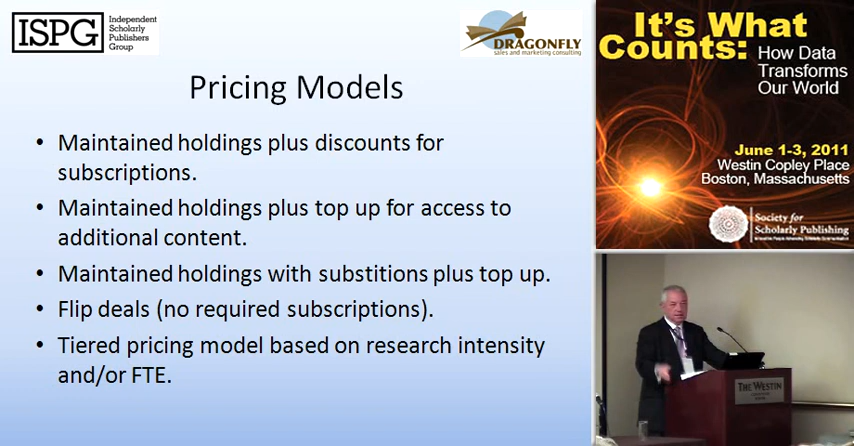 ISPG
Independent
Scholarly
Publishers
Group
DRAGONFLY
sales and marketing consulting
Pricing Models
• Maintained holdings plus discounts for
subscriptions.
• Maintained holdings plus top up for access to
additional content.
• Maintained holdings with substitions plus top up.
• Flip deals (no required subscriptions).
• Tiered pricing model based on research intensity
and/or FTE.
It's What
Counts:
How Data
Transforms
Our World
June 1-3, 2011
Westin Copley Place
Boston, Massachusetts
Society for
Scholarly Publishing
THE WESTIN